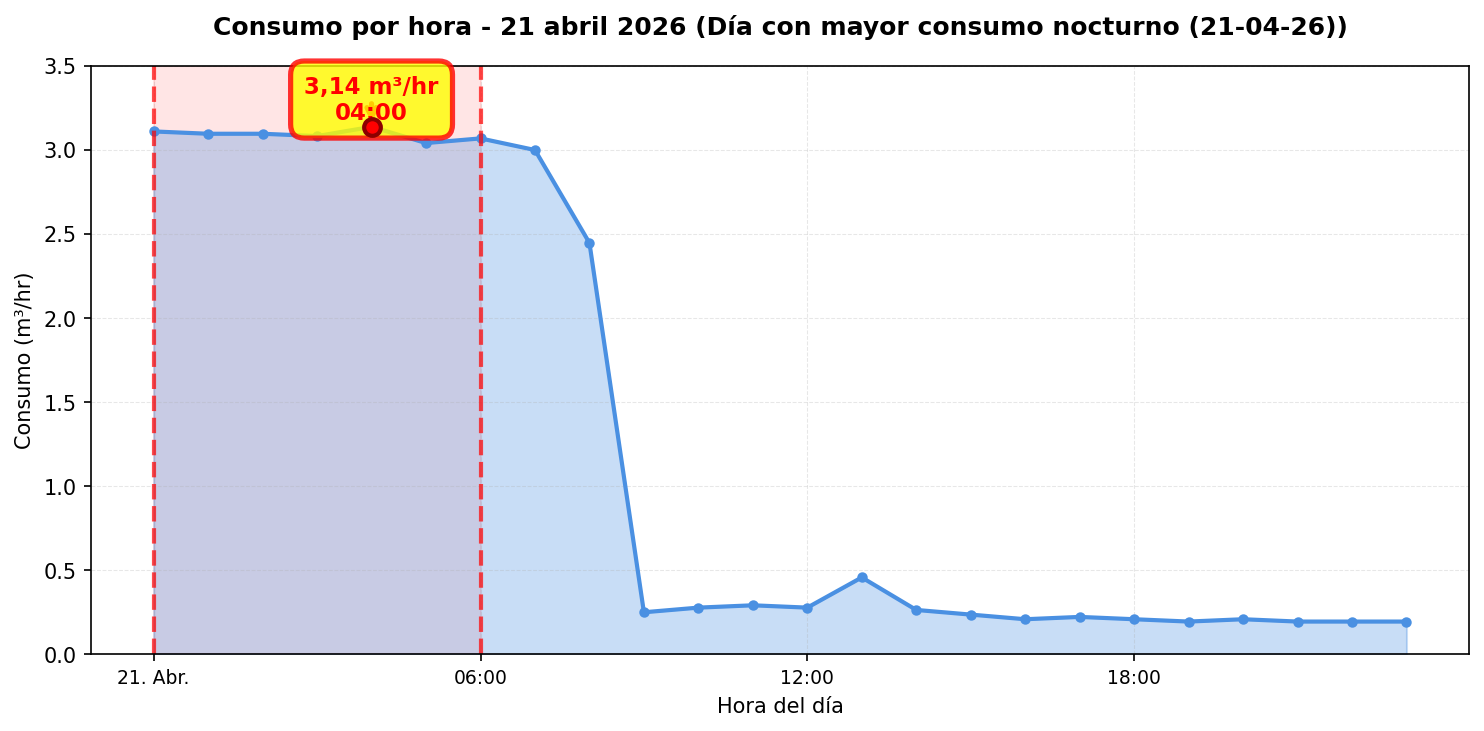 Consumo por hora - 21 abril 2026 (Día con mayor consumo nocturno (21-04-26))
3,14 m³/hr
04:00
3.5
3.0
2.5
2.0
1.5
1.0
0.5
0.0
Consumo (m³/hr)
21. Abr.
06:00
12:00
18:00
Hora del día